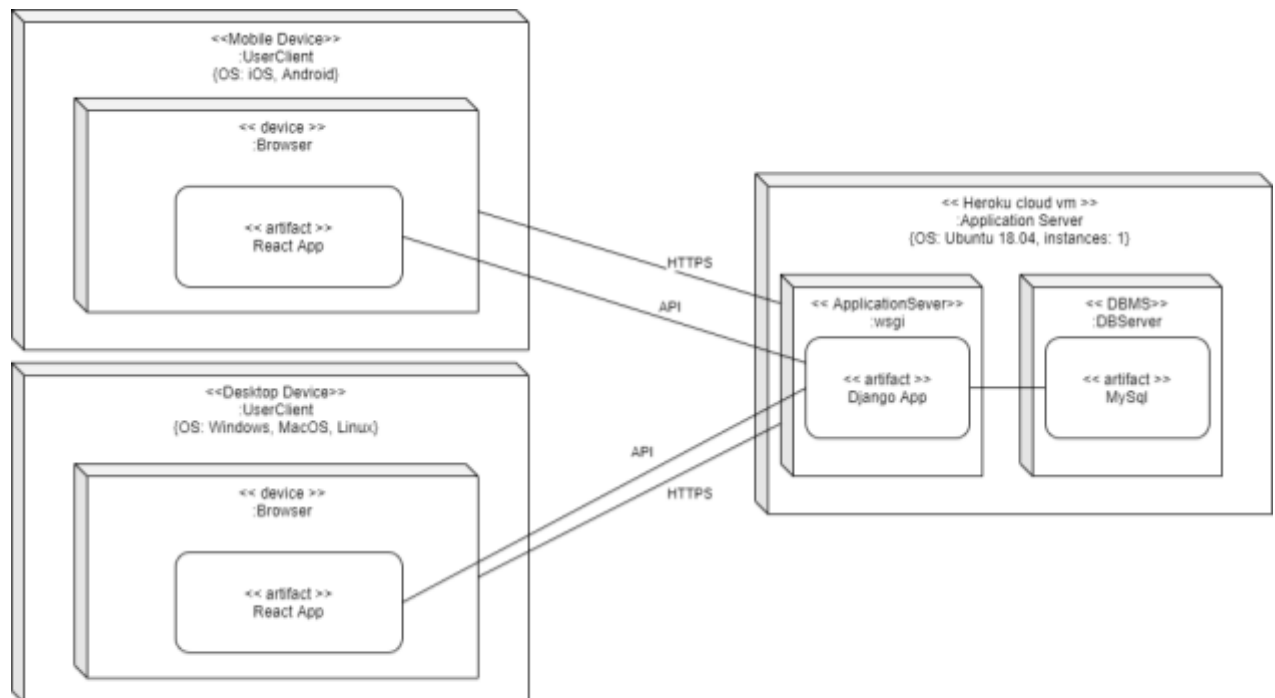 <<Mobile Device>>
:UserClient
{OS: iOS, Android}
<< device >>
:Browser
<< artifact >>
React App
<<Desktop Device>>
:UserClient
{OS: Windows, MacOS, Linux}
<< device >>
:Browser
<< artifact >>
React App
HTTPS
API
API
HTTPS
<< Heroku cloud vm >>
:Application Server
{OS: Ubuntu 18.04, instances: 1}
<< ApplicationSever>>
:wsgi
<< artifact >>
Django App
<< DBMS>>
:DBServer
<< artifact >>
MySql